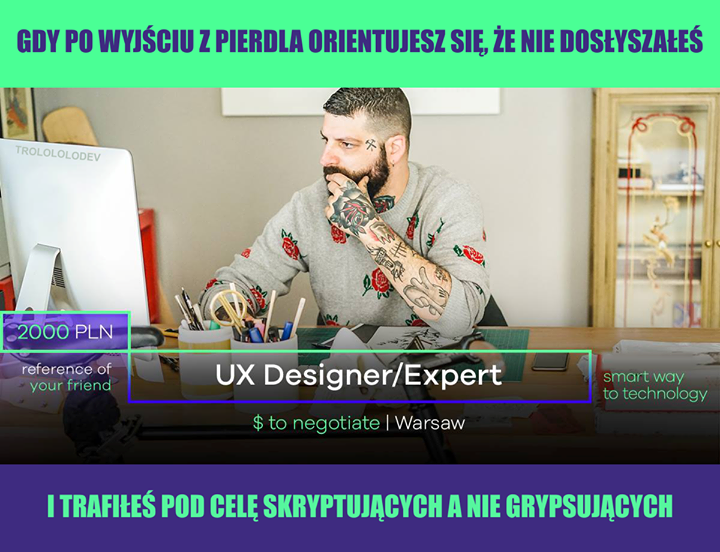 GDY PO WYJŚCIU Z PIERDLA ORIENTUJESZ SIĘ, ŻE NIE DOSŁYSZAŁEŚ
TROLOLOLODEV
2000 PLN
reference of
your friend
UX Designer/Expert
smart way
to technology
$ to negotiate | Warsaw
I TRAFIŁEŚ POD CELĘ SKRYPTUJĄCYCH A NIE GRYPSUJĄCYCH